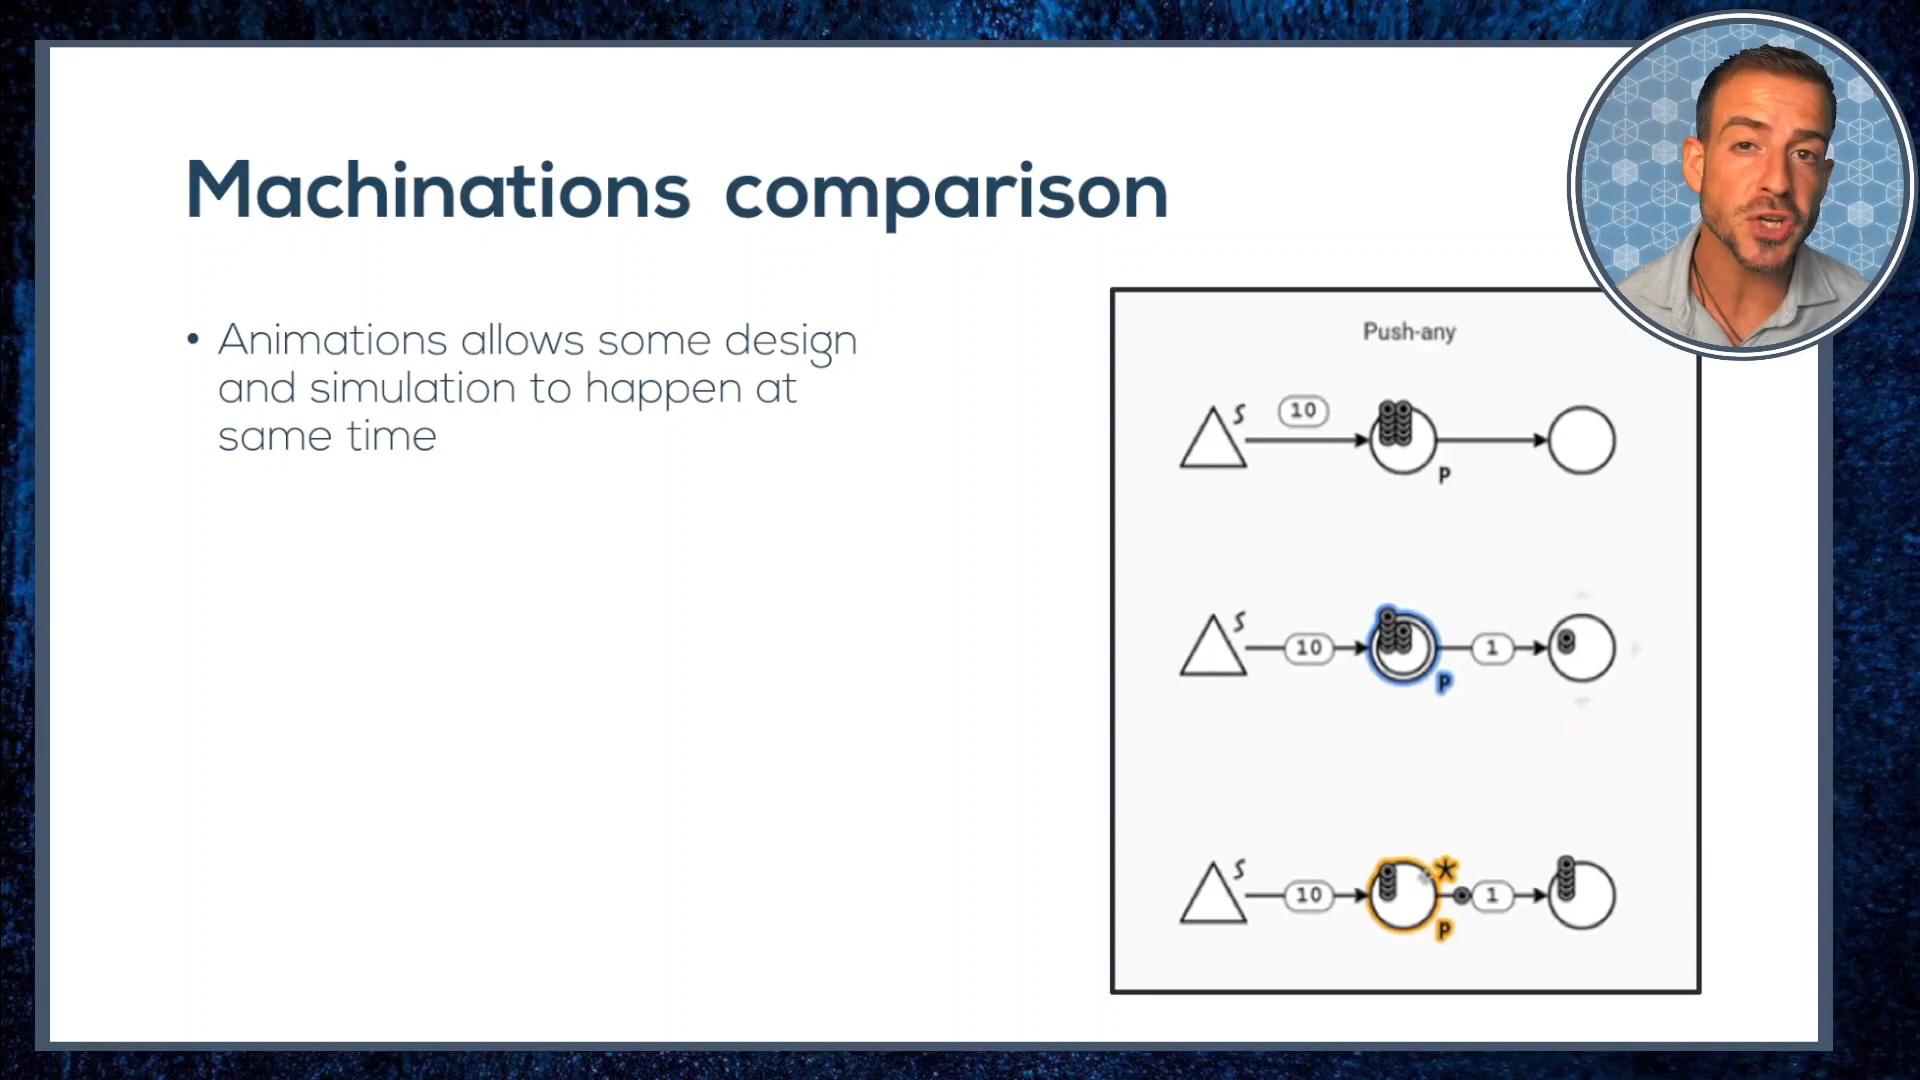 Machinations comparison
• Animations allows some design
and simulation to happen at
same time
Push-any
S
10
p
S
10
1
p
S
10
*
1
p